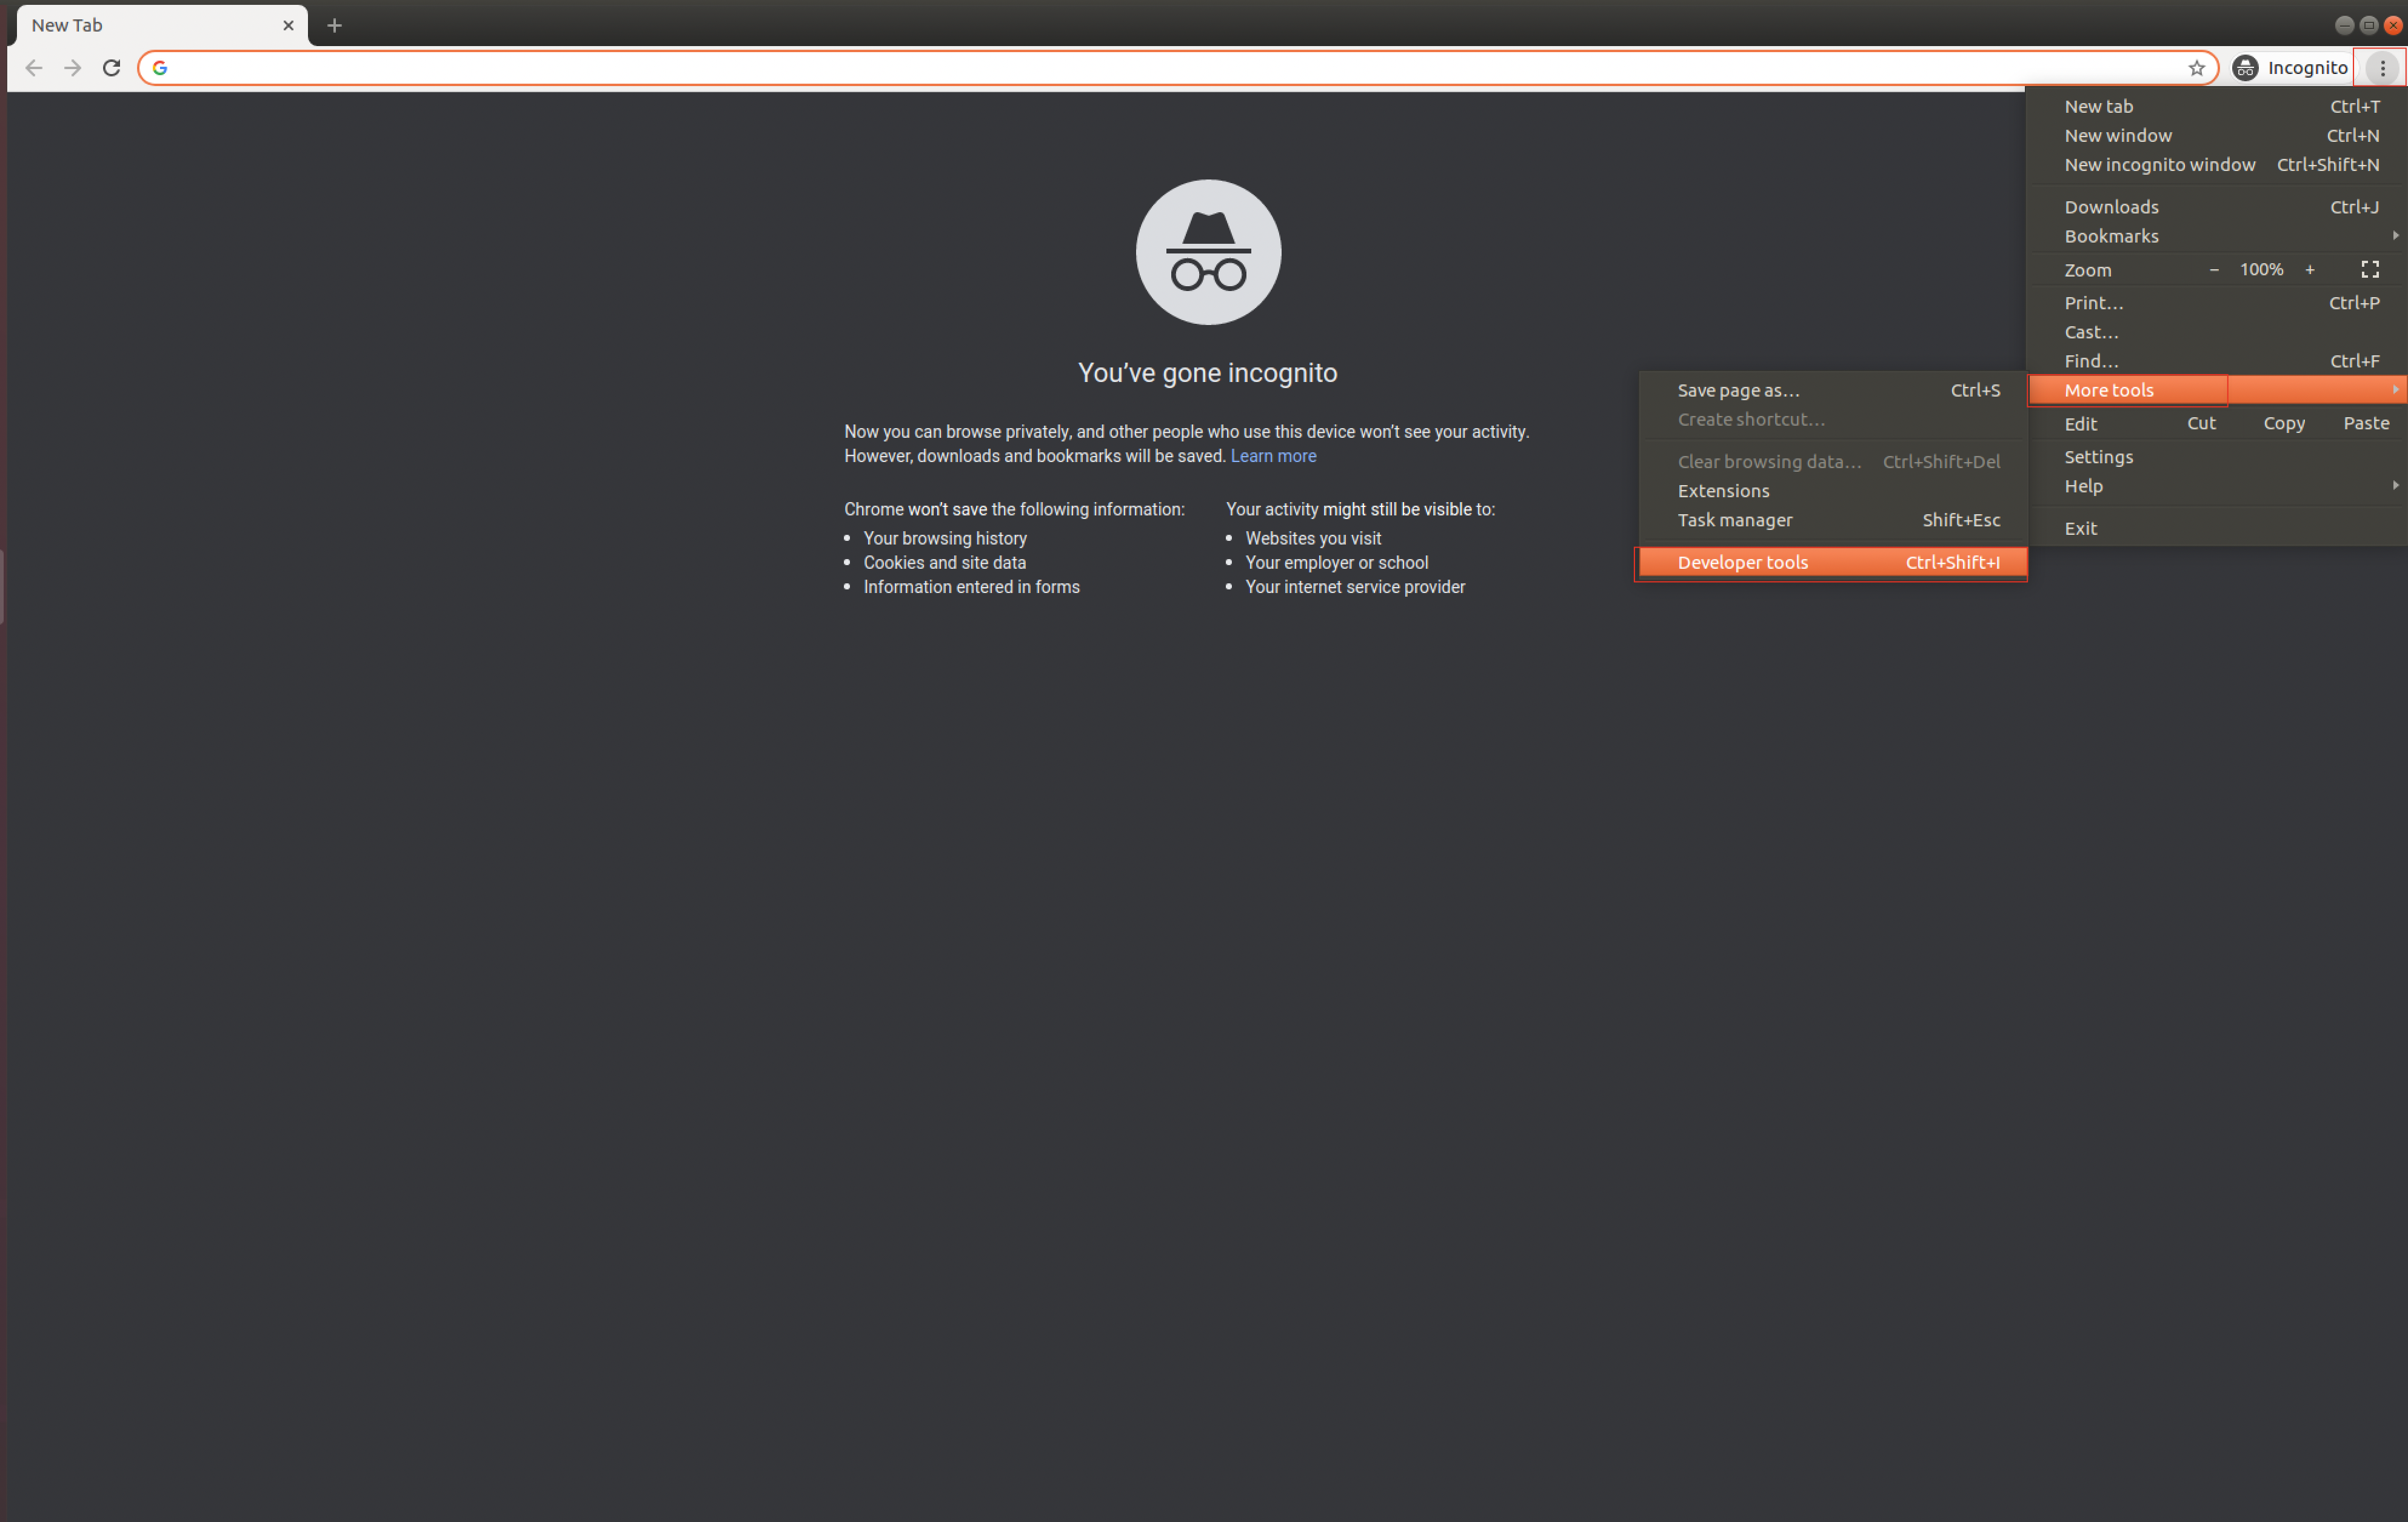 New Tab
Incognito
New tab Ctrl+T
New window Ctrl+N
New incognito window Ctrl+Shift+N
Downloads Ctrl+J
Bookmarks
Zoom − 100% +
Print… Ctrl+P
Cast…
Find… Ctrl+F
More tools
Edit Cut Copy Paste
Settings
Help
Exit
Save page as… Ctrl+S
Create shortcut…
Clear browsing data… Ctrl+Shift+Del
Extensions
Task manager Shift+Esc
Developer tools Ctrl+Shift+I
You’ve gone incognito
Now you can browse privately, and other people who use this device won’t see your activity.
However, downloads and bookmarks will be saved. Learn more
Chrome won’t save the following information:
Your browsing history
Cookies and site data
Information entered in forms
Your activity might still be visible to:
Websites you visit
Your employer or school
Your internet service provider